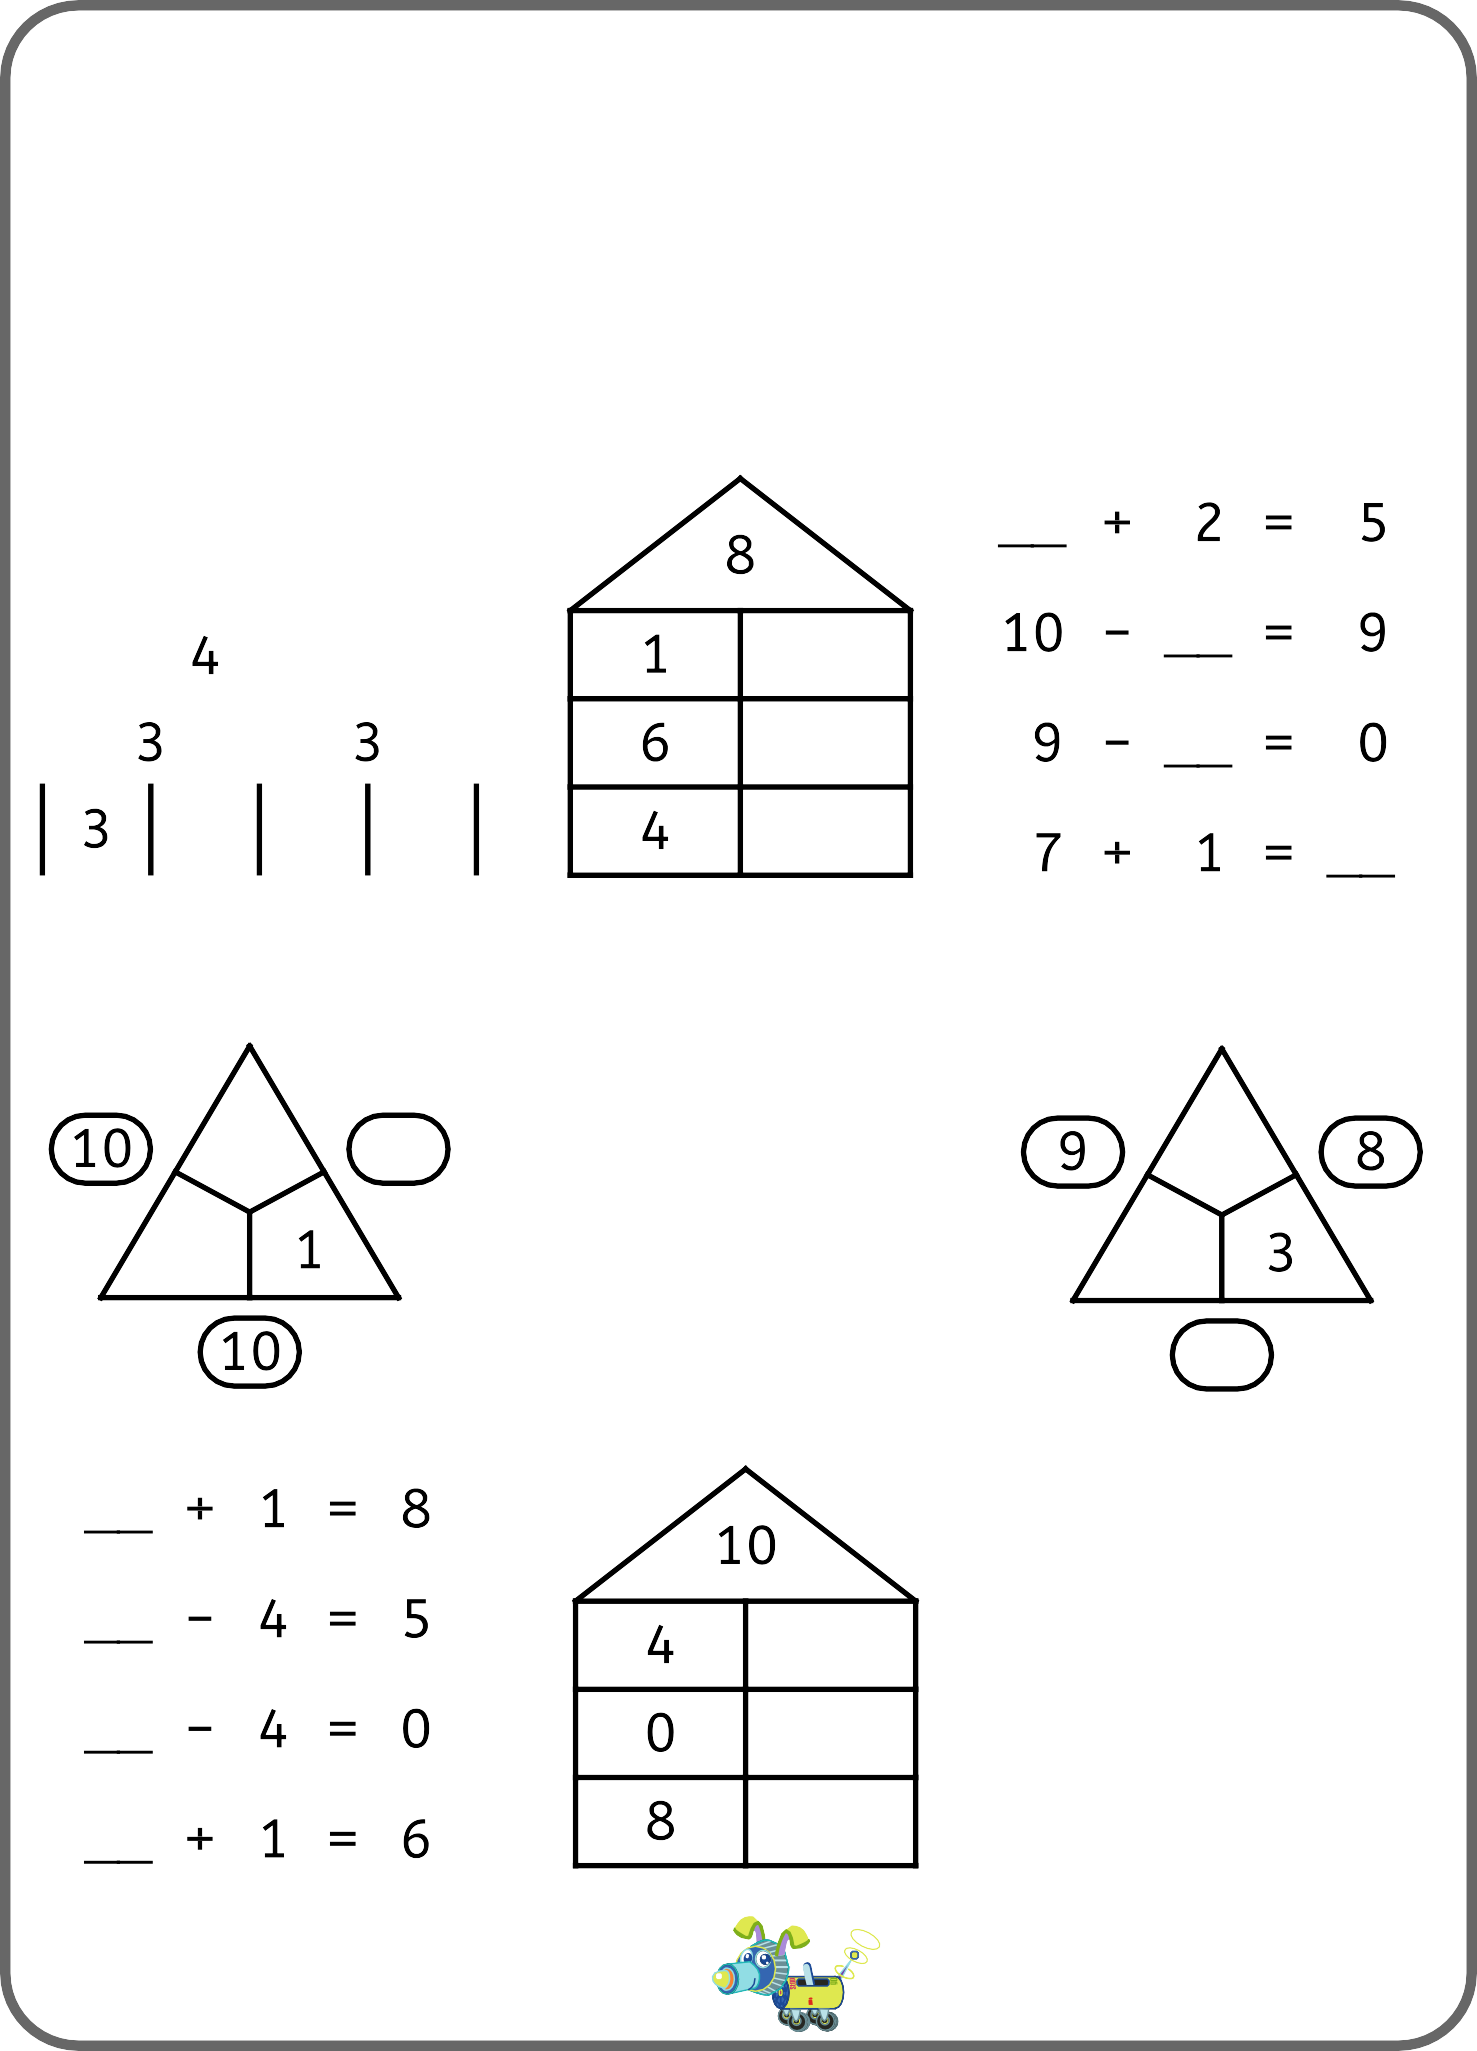 8
__ + 2 = 5
10 - __ = 9
9 - __ = 0
7 + 1 = __
4
3 3
3
1
6
4
10
1
10
9 8
3
__ + 1 = 8
__ - 4 = 5
__ - 4 = 0
__ + 1 = 6
10
4
0
8